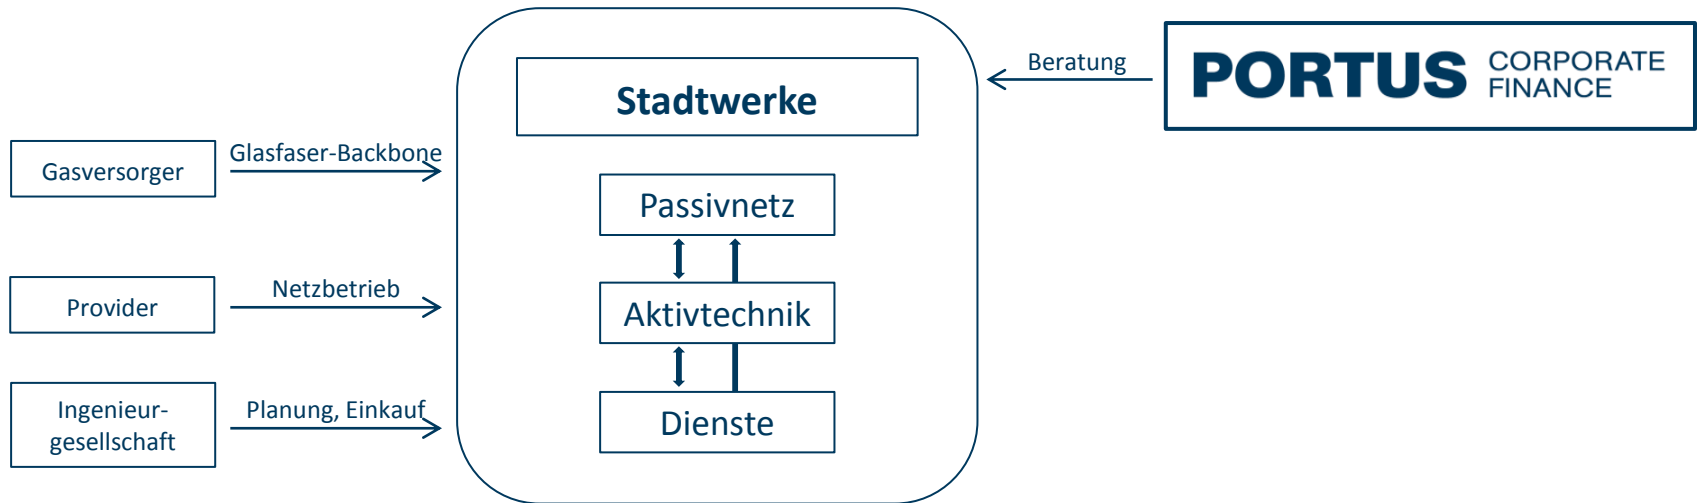 Stadtwerke
Beratung
PORTUS CORPORATE
FINANCE
Gasversorger
Glasfaser-Backbone
Passivnetz
Provider
Netzbetrieb
Aktivtechnik
Ingenieur-
gesellschaft
Planung, Einkauf
Dienste